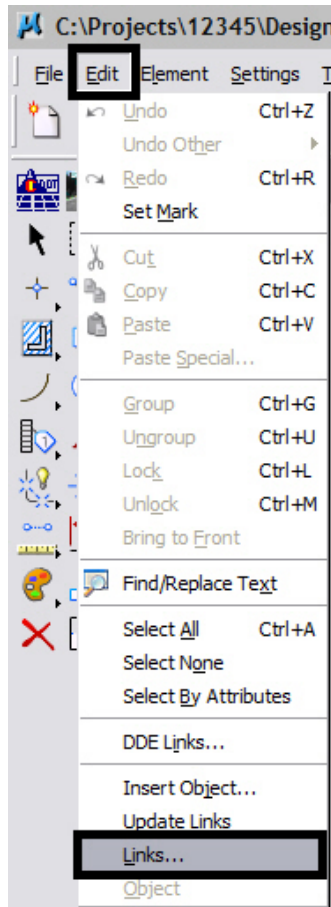 C:\Projects\12345\Design
File Edit Element Settings T
Undo Ctrl+Z
Undo Other
Redo Ctrl+R
Set Mark
Cut Ctrl+X
Copy Ctrl+C
Paste Ctrl+V
Paste Special...
Group Ctrl+G
Ungroup Ctrl+U
Lock Ctrl+L
Unlock Ctrl+M
Bring to Front
Find/Replace Text
Select All Ctrl+A
Select None
Select By Attributes
DDE Links...
Insert Object...
Update Links
Links...
Object